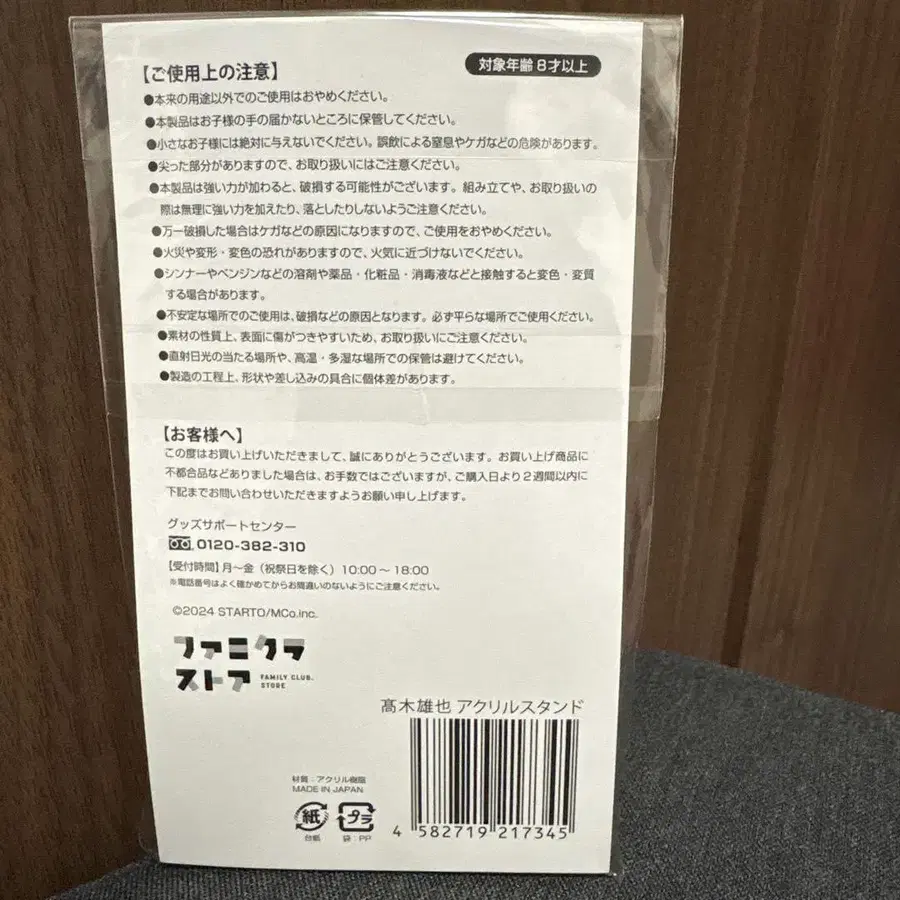 【ご使用上の注意】
対象年齢8才以上
●本来の用途以外でのご使用はおやめください。
●本製品はお子様の手の届かないところに保管してください。
●小さなお子様には絶対に与えないでください。誤飲による窒息やケガなどの危険があります。
●尖った部分がありますので、お取り扱いにはご注意ください。
●本製品は強い力が加わると、破損する可能性がございます。組み立てや、お取り扱いの
際は無理に強い力を加えたり、落としたりしないようご注意ください。
●万一破損した場合はケガなどの原因になりますので、ご使用をおやめください。
●火災や変形・変色の恐れがありますので、火気に近づけないでください。
●シンナーやベンジンなどの溶剤や薬品・化粧品・消毒液などと接触すると変色・変質
する場合があります。
●不安定な場所でのご使用は、破損などの原因となります。必ず平らな場所でご使用ください。
●素材の性質上、表面に傷がつきやすいため、お取り扱いにご注意ください。
●直射日光の当たる場所や、高温・多湿な場所での保管は避けてください。
●製造の工程上、形状や差し込みの具合に個体差があります。
【お客様へ】
この度はお買い上げいただきまして、誠にありがとうございます。お買い上げ商品に
不都合品などありました場合は、お手数ではございますが、ご購入日より2週間以内に
下記までお問い合わせいただきますようお願い申し上げます。
グッズサポートセンター
0120-382-310
【受付時間】月〜金（祝祭日を除く）10:00〜18:00
※電話番号はよく確かめてからお間違いのないようにご注意ください。
©2024 STARTO/MCo.inc.
ファミクラ
ストア FAMILY CLUB. STORE
髙木雄也 アクリルスタンド
材質：アクリル樹脂
MADE IN JAPAN
紙 プラ
台紙 袋：PP
4 582719 217345